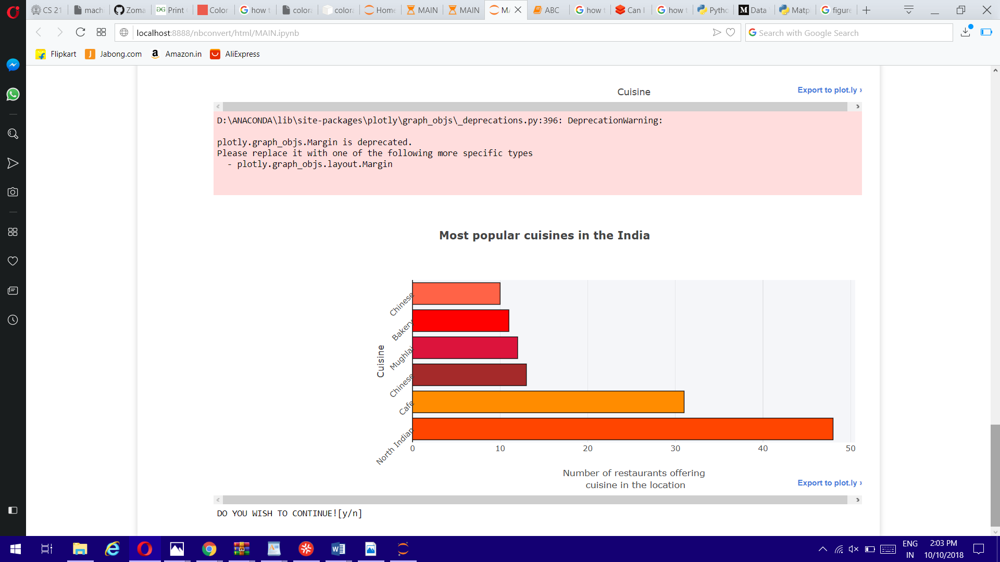 CS 21
mach
Zoma
Print
Color
how t
colora
colora
Home
MAIN
MAIN
MA
ABC
how t
Can I
how t
Pytho
Data
Matp
figure
localhost:8888/nbconvert/html/MAIN.ipynb
Search with Google Search
Flipkart
Jabong.com
Amazon.in
AliExpress
Cuisine
Export to plot.ly »
D:\ANACONDA\lib\site-packages\plotly\graph_objs\_deprecations.py:396: DeprecationWarning:
plotly.graph_objs.Margin is deprecated.
Please replace it with one of the following more specific types
- plotly.graph_objs.layout.Margin
Most popular cuisines in the India
Cuisine
Chinese
Bakery
Mughlai
Chinese
Cafe
North Indian
0 10 20 30 40 50
Number of restaurants offering
cuisine in the location
Export to plot.ly »
DO YOU WISH TO CONTINUE![y/n]
ENG
IN
2:03 PM
10/10/2018